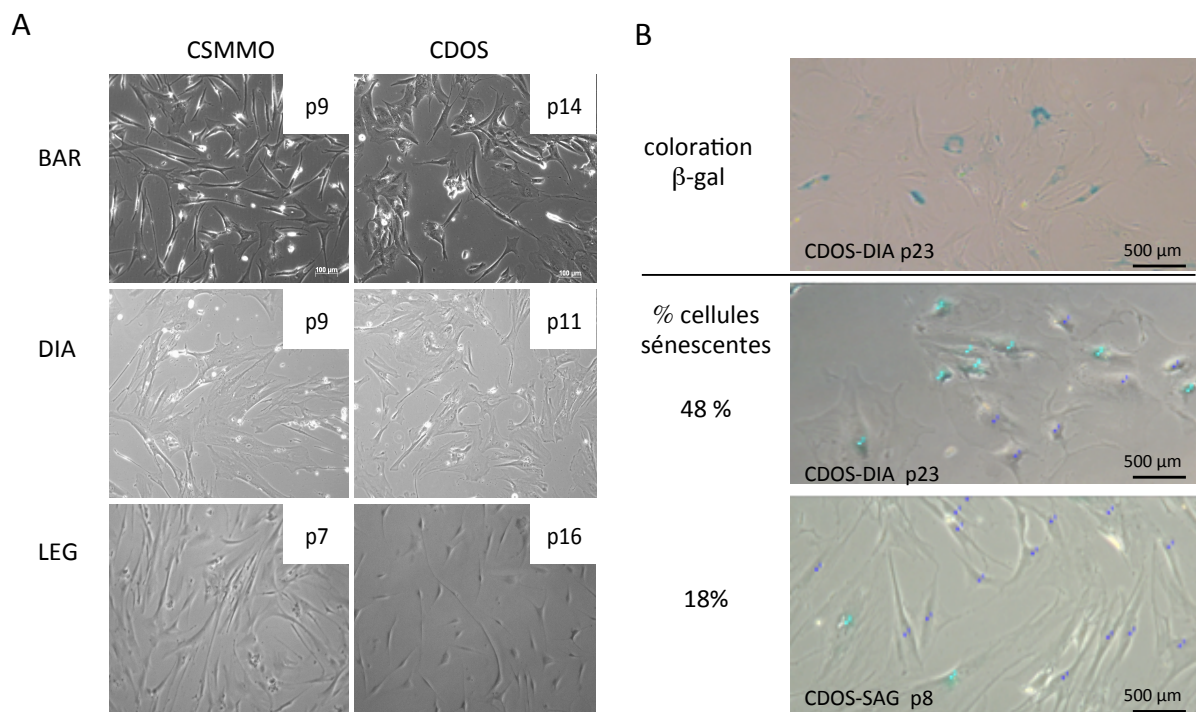 A
CSMMO CDOS
BAR
p9
p14
100 µm
100 µm
DIA
p9
p11
LEG
p7
p16
B
coloration
β-gal
CDOS-DIA p23
500 µm
% cellules
sénescentes
48 %
CDOS-DIA p23
500 µm
18%
CDOS-SAG p8
500 µm